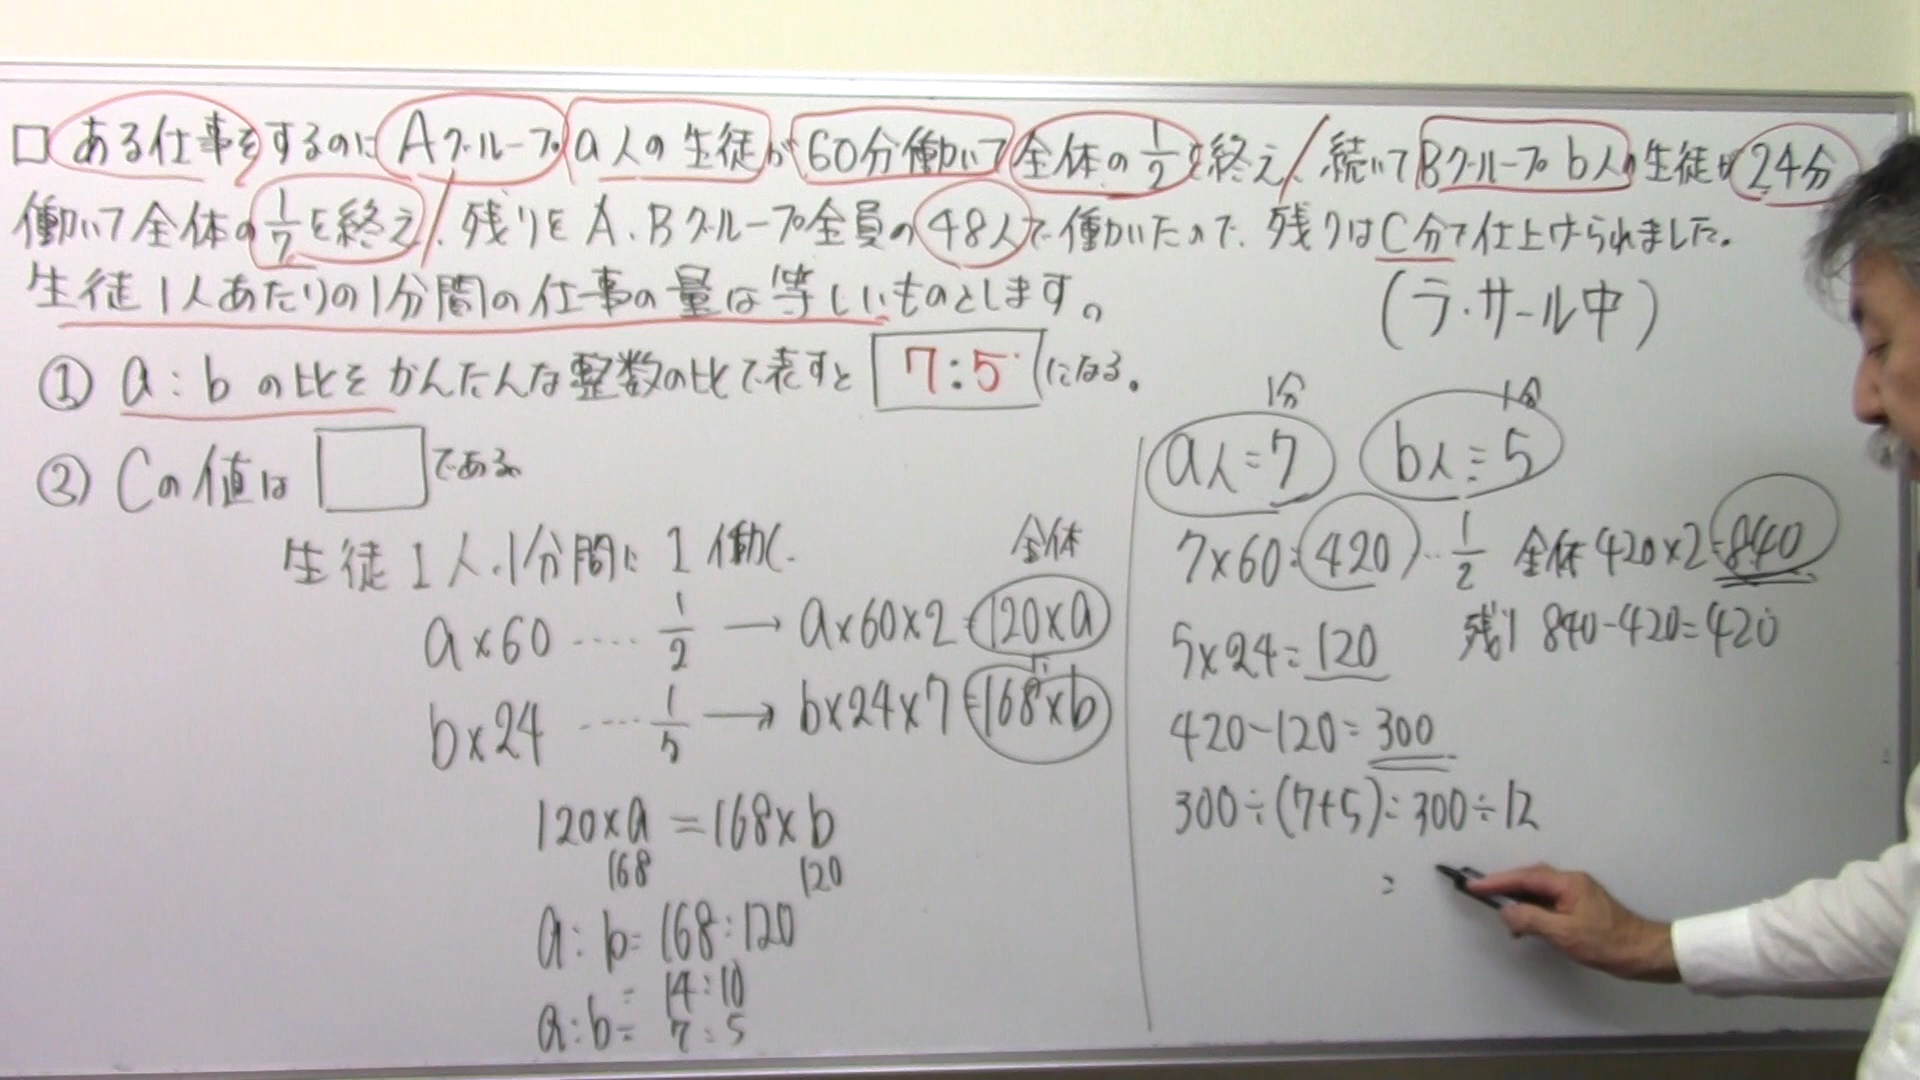 □ ある仕事をするのに Aグループ a人の生徒が 60分働いて 全体の 1/2 を終え、続いてBグループ b人の生徒が 24分
働いて全体の 1/7 を終え、残りを A、Bグループ全員の 48人で働いたので、残りはC分で仕上げられました。
生徒1人あたりの1分間の仕事の量は等しいものとします。
(ラ・サール中)
① a:b の比をかんたんな整数の比で表すと 7:5 になる。
② Cの値は □ である。
生徒1人、1分間に 1 働く。
全体
a×60 ‥‥ 1/2 → a×60×2=120×a
b×24 ‥‥ 1/7 → b×24×7=168×b
120×a=168×b
168 120
a:b=168:120
=14:10
a:b=7:5
1分 1分
a人=7 b人=5
7×60=420 ‥ 1/2 全体 420×2=840
5×24=120 残り 840-420=420
420-120=300
300÷(7+5)=300÷12
=